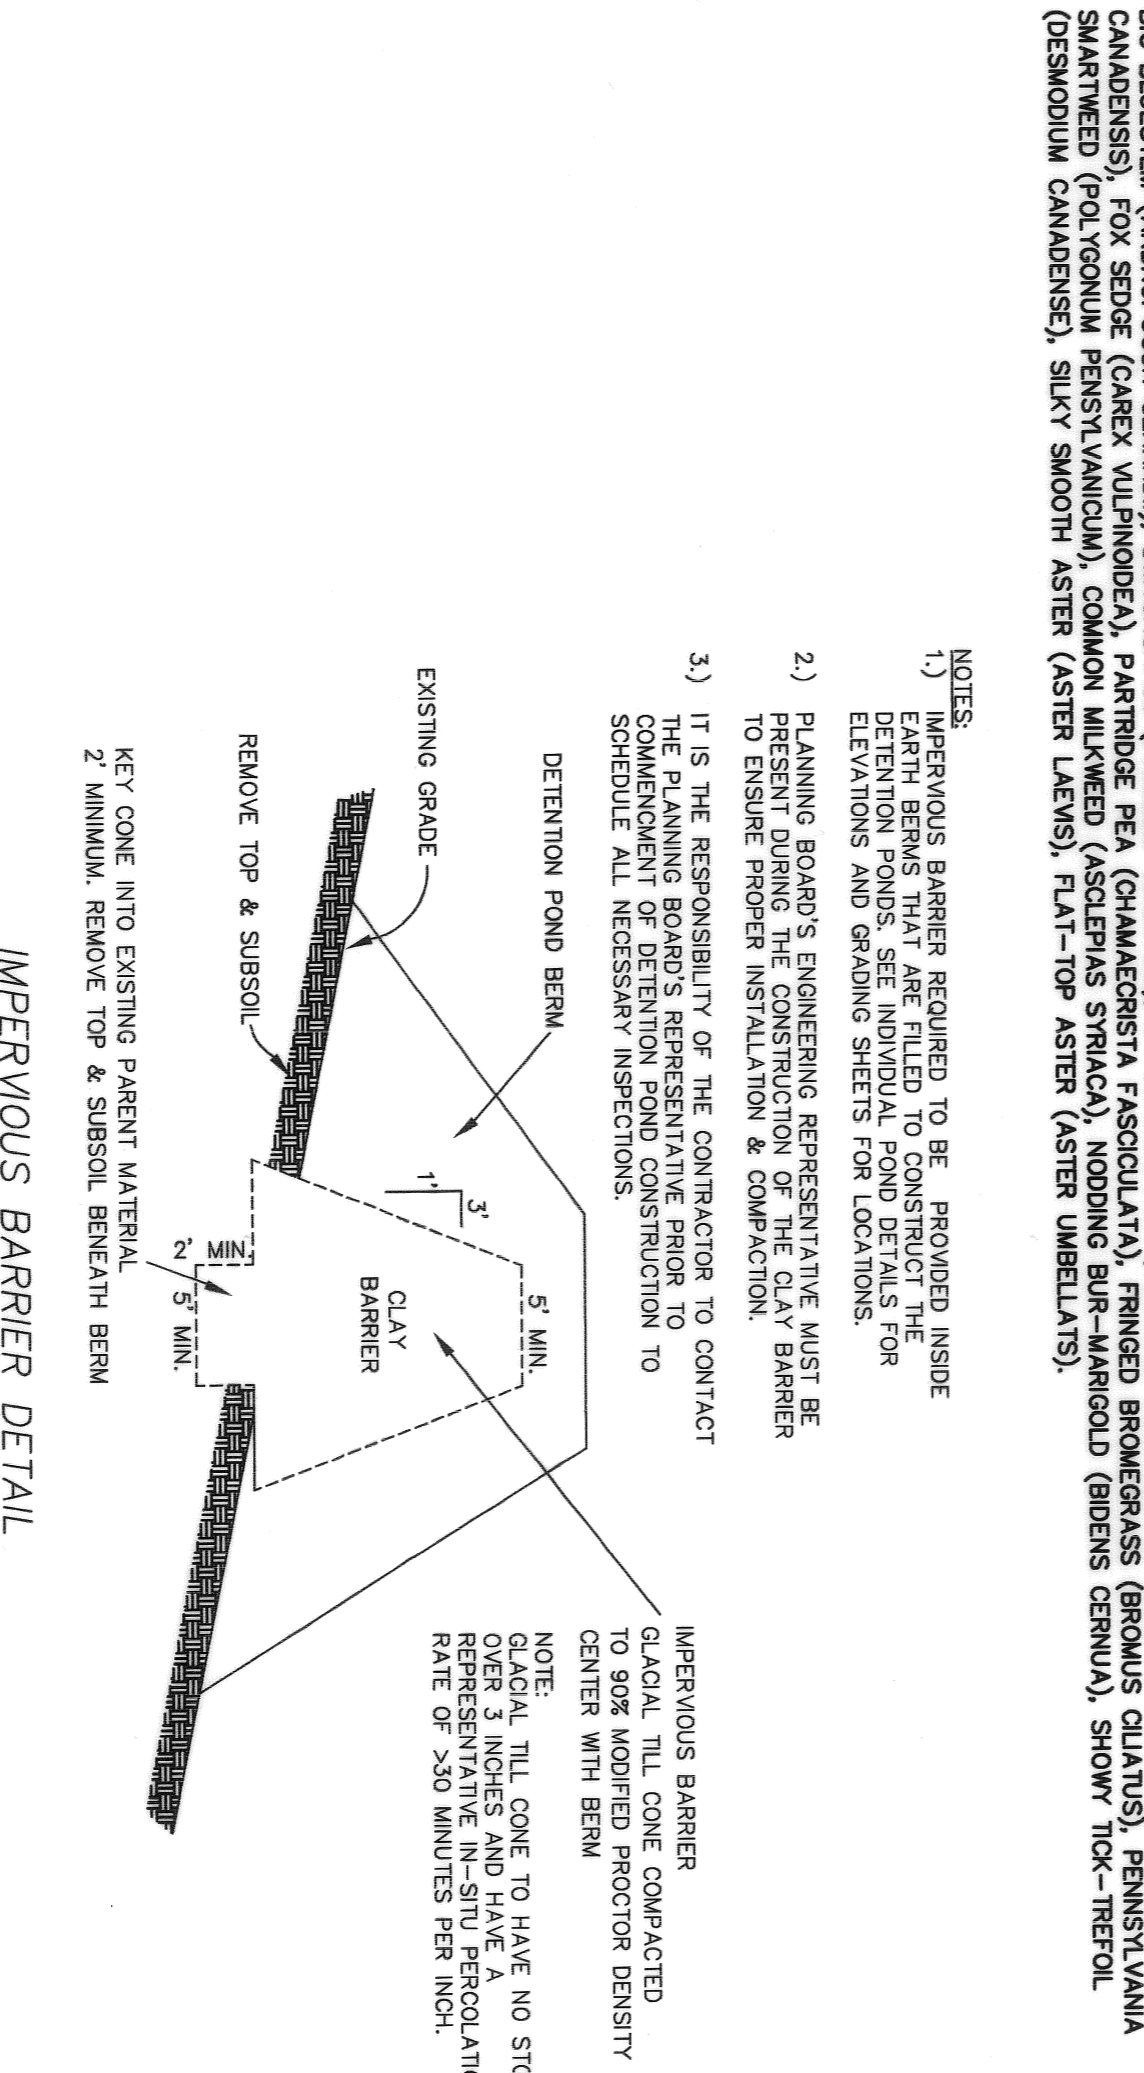 CANADENSIS), FOX SEDGE (CAREX VULPINOIDEA), PARTRIDGE PEA (CHAMAECRISTA FASCICULATA), FRINGED BROMEGRASS (BROMUS CILIATUS), PENNSYLVANIA
SMARTWEED (POLYGONUM PENSYLVANICUM), COMMON MILKWEED (ASCLEPIAS SYRIACA), NODDING BUR-MARIGOLD (BIDENS CERNUA), SHOWY TICK-TREFOIL
(DESMODIUM CANADENSE), SILKY SMOOTH ASTER (ASTER LAEVIS), FLAT-TOP ASTER (ASTER UMBELLATS).
NOTES:
1.) IMPERVIOUS BARRIER REQUIRED TO BE PROVIDED INSIDE
EARTH BERMS THAT ARE FILLED TO CONSTRUCT THE
DETENTION PONDS. SEE INDIVIDUAL POND DETAILS FOR
ELEVATIONS AND GRADING SHEETS FOR LOCATIONS.
2.) PLANNING BOARD'S ENGINEERING REPRESENTATIVE MUST BE
PRESENT DURING THE CONSTRUCTION OF THE CLAY BARRIER
TO ENSURE PROPER INSTALLATION & COMPACTION.
3.) IT IS THE RESPONSIBILITY OF THE CONTRACTOR TO CONTACT
THE PLANNING BOARD'S REPRESENTATIVE PRIOR TO
COMMENCMENT OF DETENTION POND CONSTRUCTION TO
SCHEDULE ALL NECESSARY INSPECTIONS.
IMPERVIOUS BARRIER
GLACIAL TILL CONE COMPACTED
TO 90% MODIFIED PROCTOR DENSITY
CENTER WITH BERM
NOTE:
GLACIAL TILL CONE TO HAVE NO
OVER 3 INCHES AND HAVE A
REPRESENTATIVE IN-SITU
RATE OF >30 MINUTES PER INCH.
DETENTION POND BERM
5' MIN.
1'
3'
EXISTING GRADE
CLAY
BARRIER
REMOVE TOP & SUBSOIL
2' MIN.
5' MIN.
KEY CONE INTO EXISTING PARENT MATERIAL
2' MINIMUM. REMOVE TOP & SUBSOIL BENEATH BERM
IMPERVIOUS BARRIER DETAIL